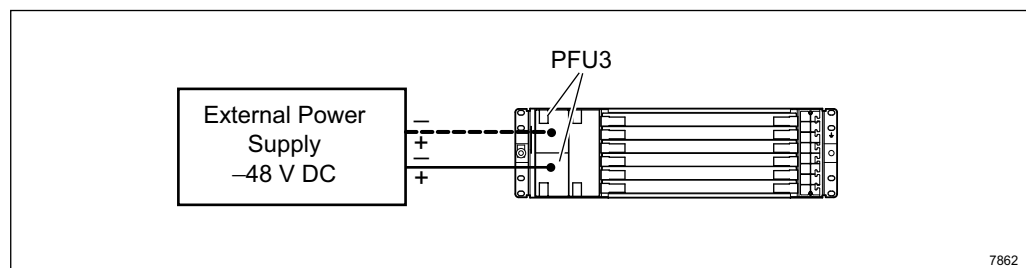 PFU3
External Power
Supply
–48 V DC
–
+
–
+
7862